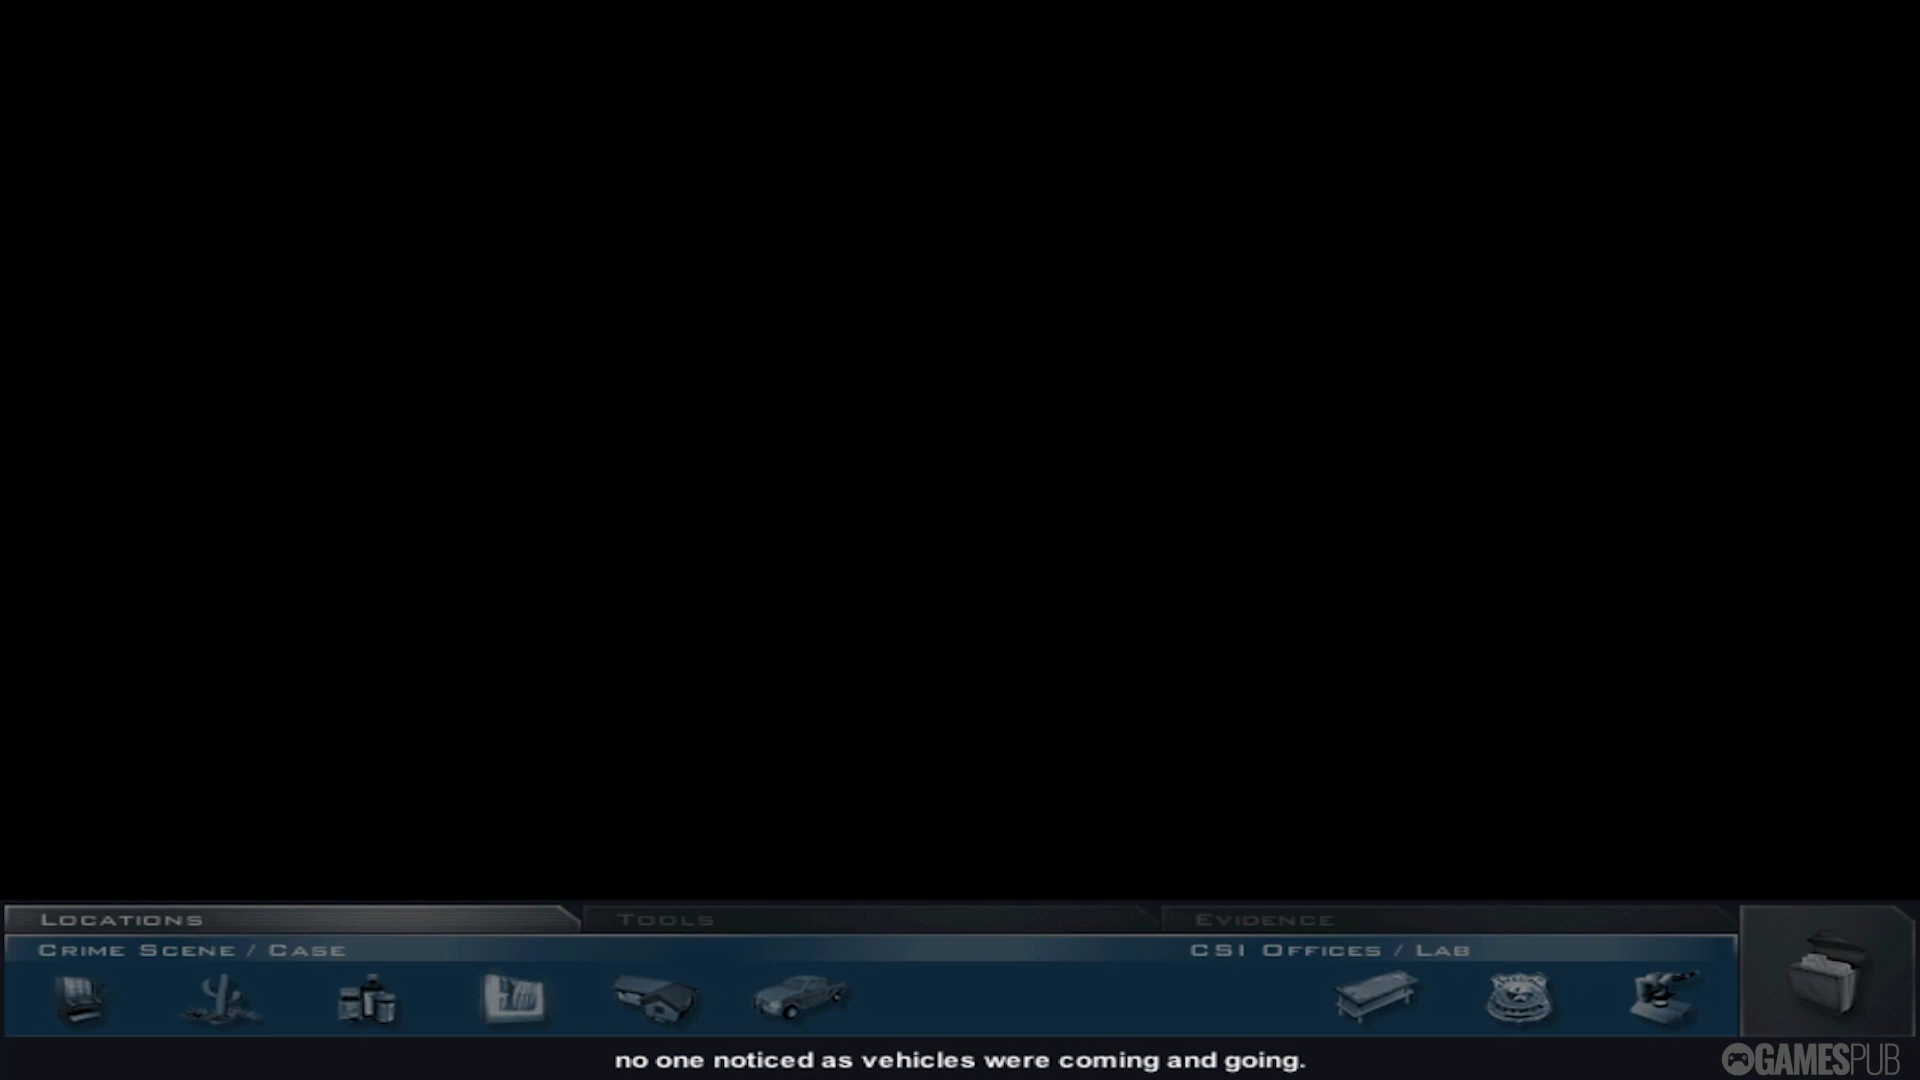 LOCATIONS
TOOLS
EVIDENCE
CRIME SCENE / CASE
CSI OFFICES / LAB
no one noticed as vehicles were coming and going.
GAMESPUB